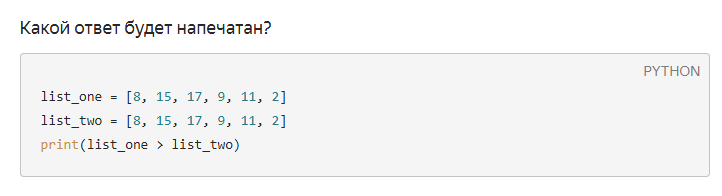 Какой ответ будет напечатан?
PYTHON
list_one = [8, 15, 17, 9, 11, 2]
list_two = [8, 15, 17, 9, 11, 2]
print(list_one > list_two)